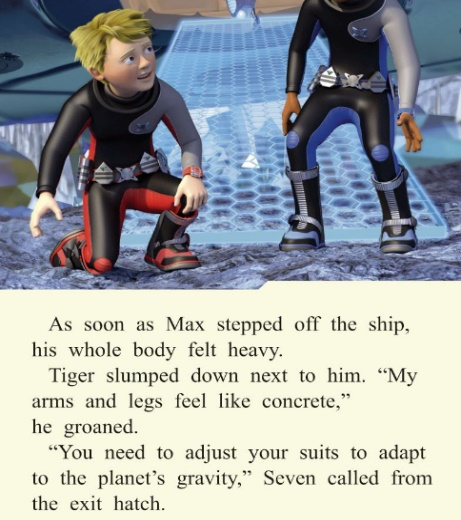 As soon as Max stepped off the ship,
his whole body felt heavy.
Tiger slumped down next to him. “My
arms and legs feel like concrete,”
he groaned.
“You need to adjust your suits to adapt
to the planet’s gravity,” Seven called from
the exit hatch.